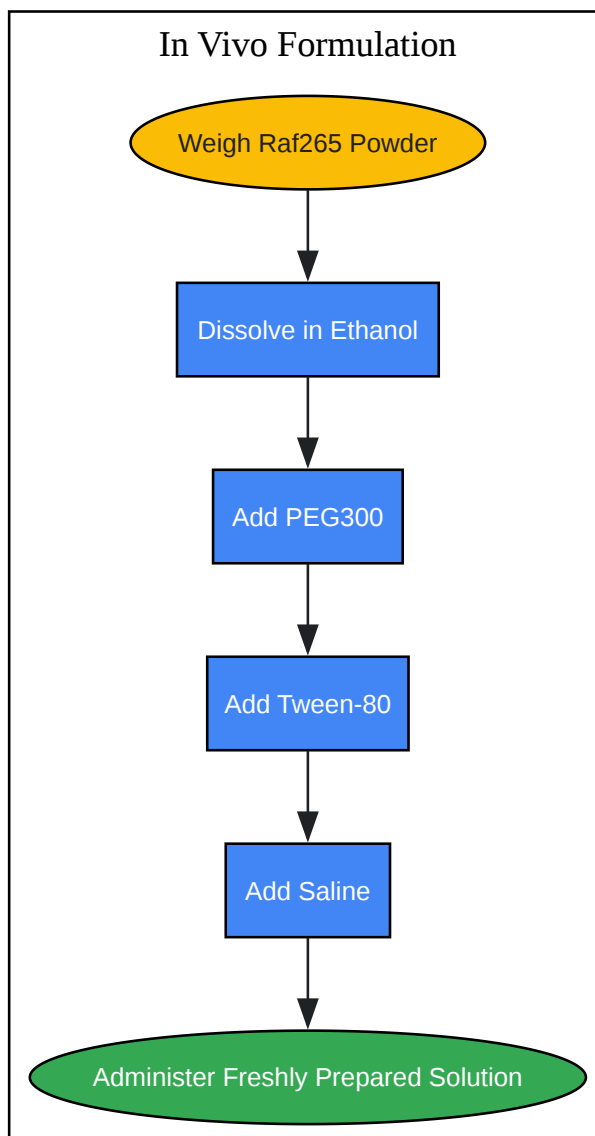 In Vivo Formulation
Weigh Raf265 Powder
Dissolve in Ethanol
Add PEG300
Add Tween-80
Add Saline
Administer Freshly Prepared Solution